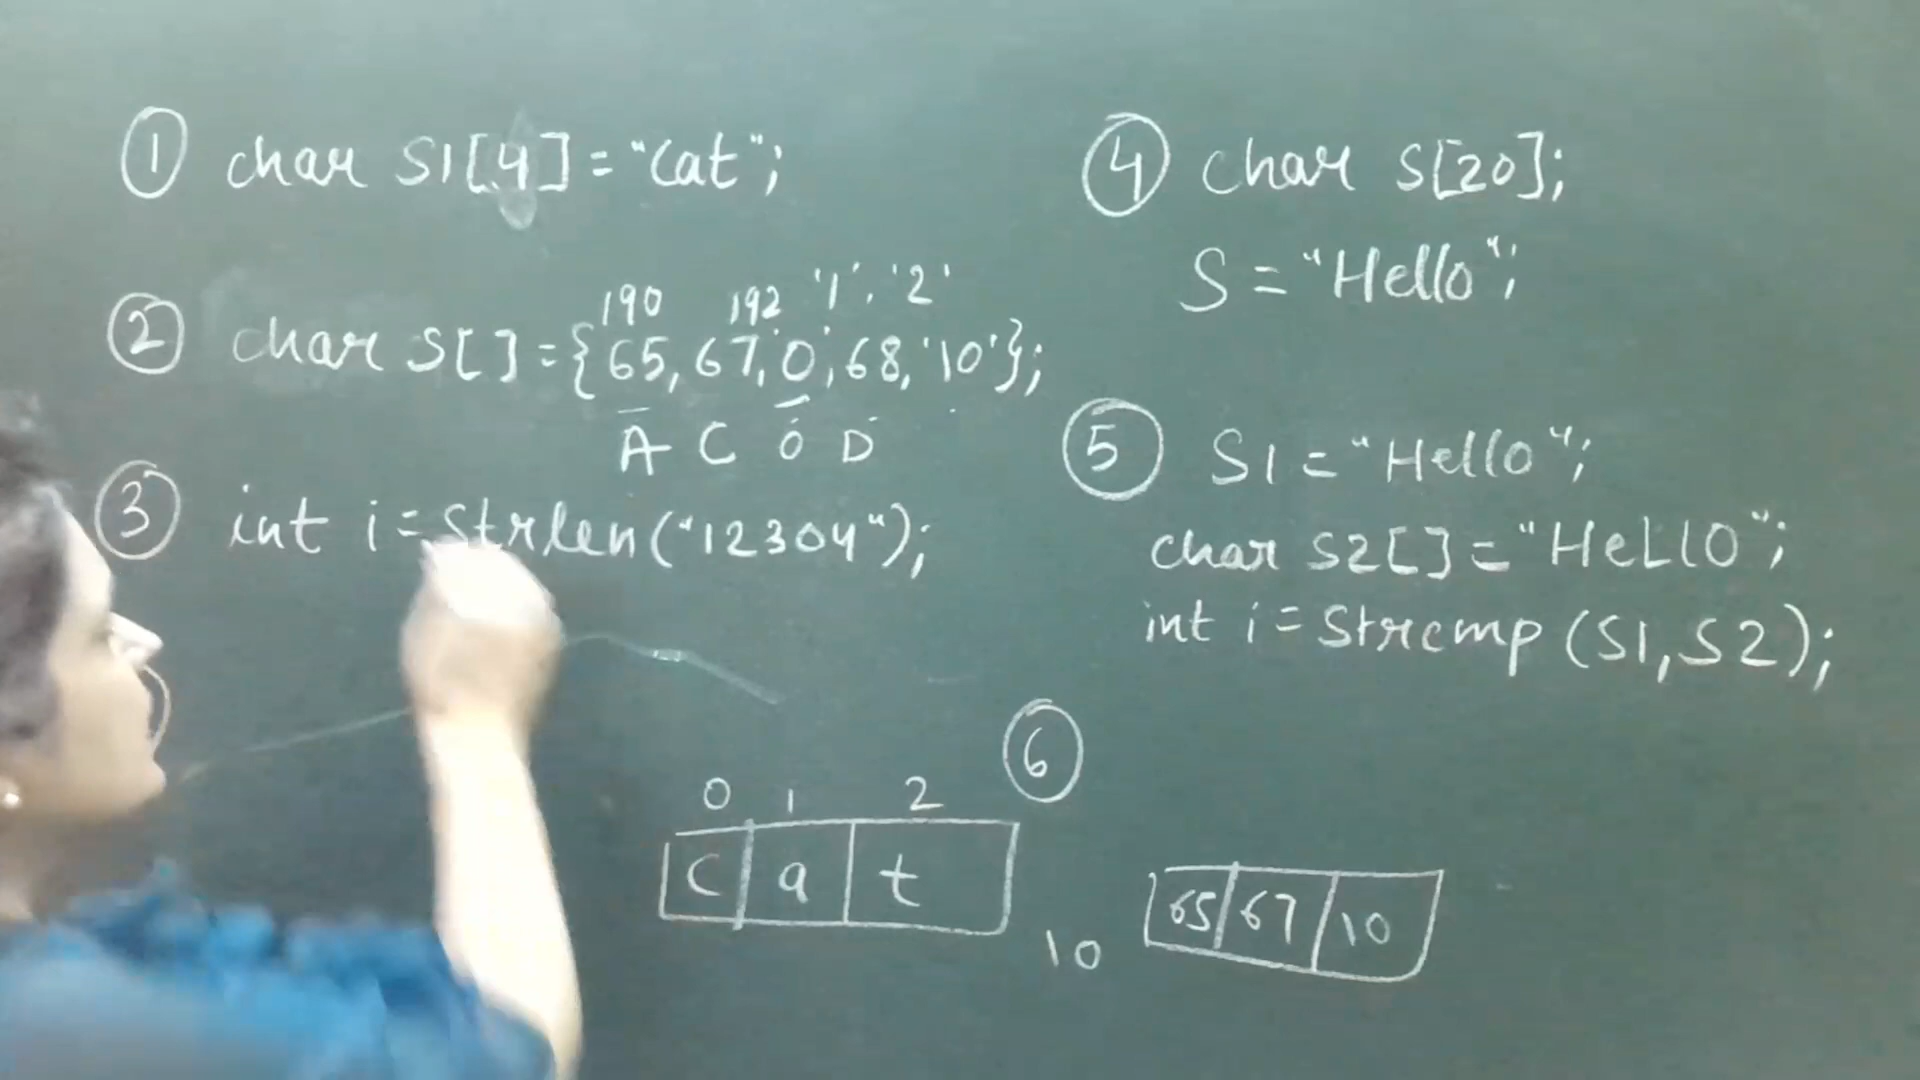 ① char S1[4] = "Cat";
190 192 '1', '2'
② char S[] = {65, 67, '0', 68, '10'};
A C 0 D
③ int i = Strlen("12304");
④ char S[20];
S = "Hello";
⑤ S1 = "Hello";
char S2[] = "HeLlO";
int i = Strcmp (S1, S2);
⑥
0 1 2
C a t
10
65 67 10